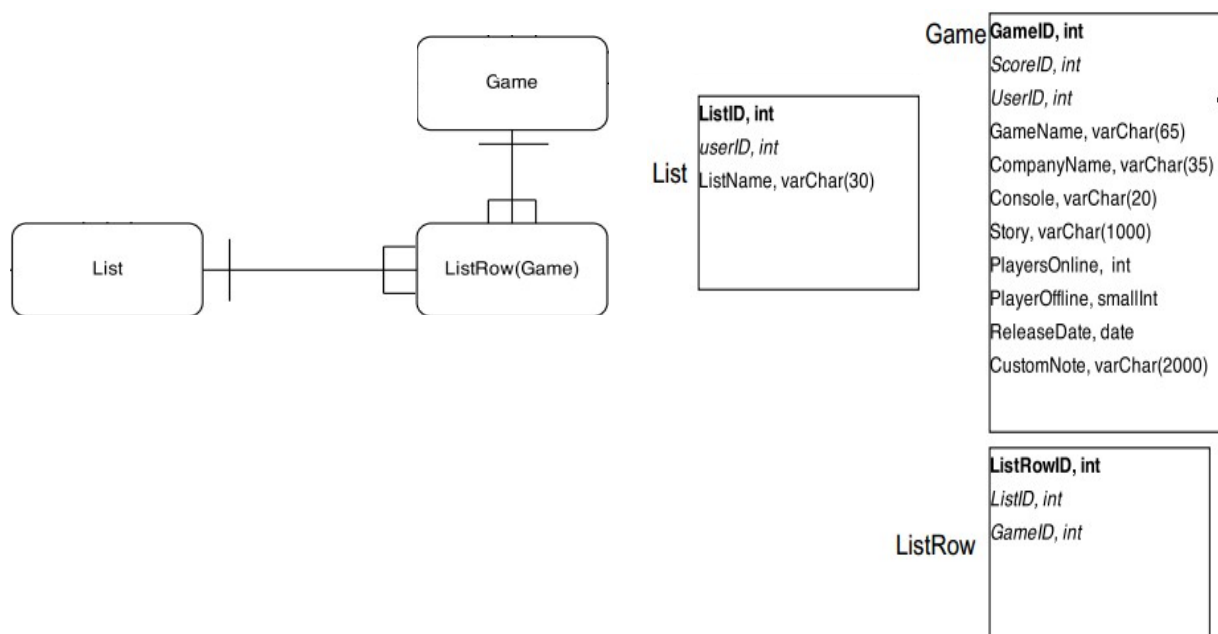 Game
List
ListRow(Game)
List
ListID, int
userID, int
ListName, varChar(30)
Game
GameID, int
ScoreID, int
UserID, int
GameName, varChar(65)
CompanyName, varChar(35)
Console, varChar(20)
Story, varChar(1000)
PlayersOnline, int
PlayerOffline, smallInt
ReleaseDate, date
CustomNote, varChar(2000)
ListRow
ListRowID, int
ListID, int
GameID, int